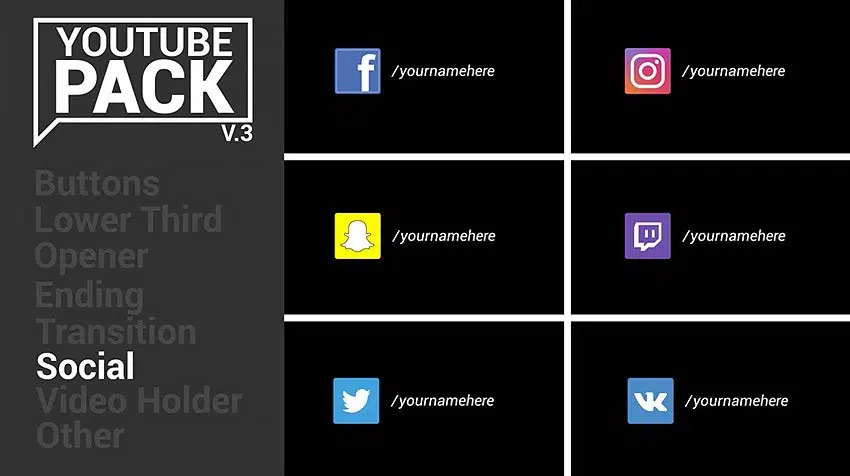 YOUTUBE
PACK
V.3
Buttons
Lower Third
Opener
Ending
Transition
Social
Video Holder
Other
f /yournamehere
/yournamehere
/yournamehere
/yournamehere
/yournamehere
/yournamehere